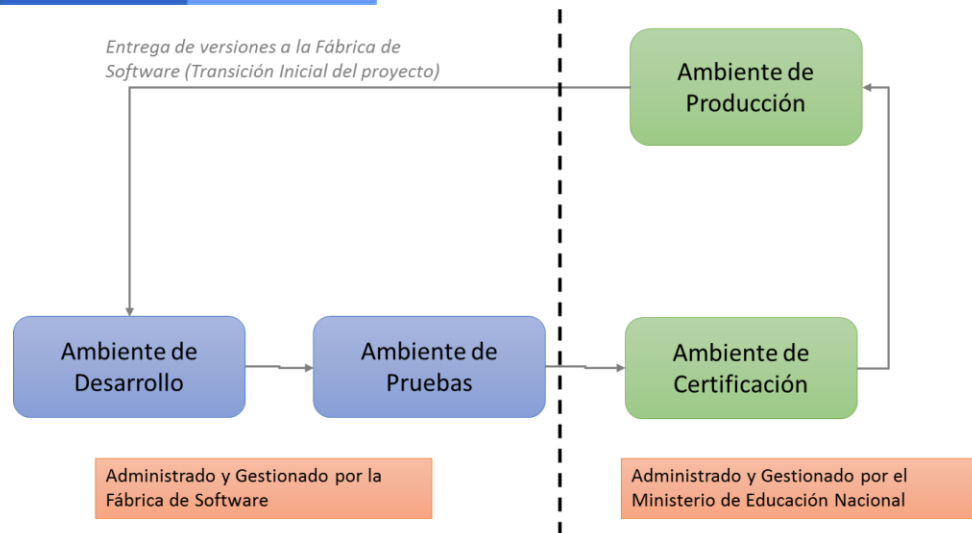 Entrega de versiones a la Fábrica de
Software (Transición Inicial del proyecto)
Ambiente de
Producción
Ambiente de
Desarrollo
Ambiente de
Pruebas
Ambiente de
Certificación
Administrado y Gestionado por la
Fábrica de Software
Administrado y Gestionado por el
Ministerio de Educación Nacional